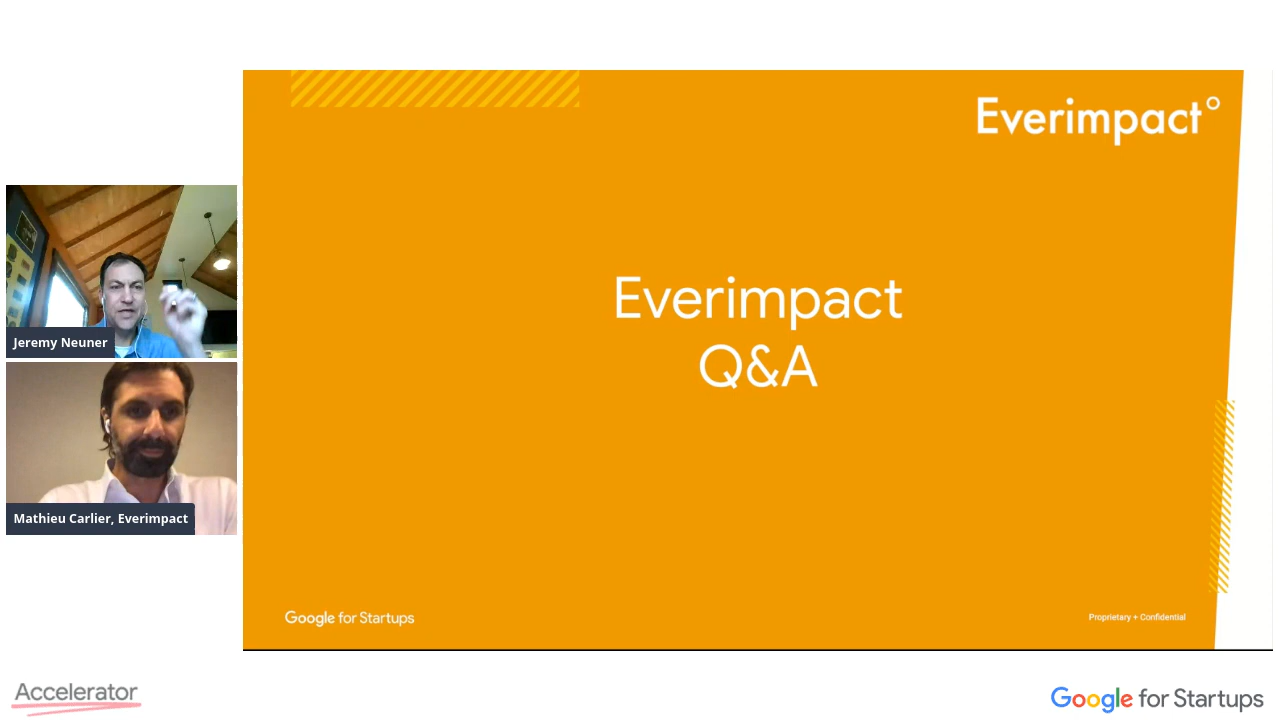 Everimpact°
Everimpact
Q&A
Jeremy Neuner
Mathieu Carlier, Everimpact
Google for Startups
Proprietary + Confidential
Accelerator
Google for Startups